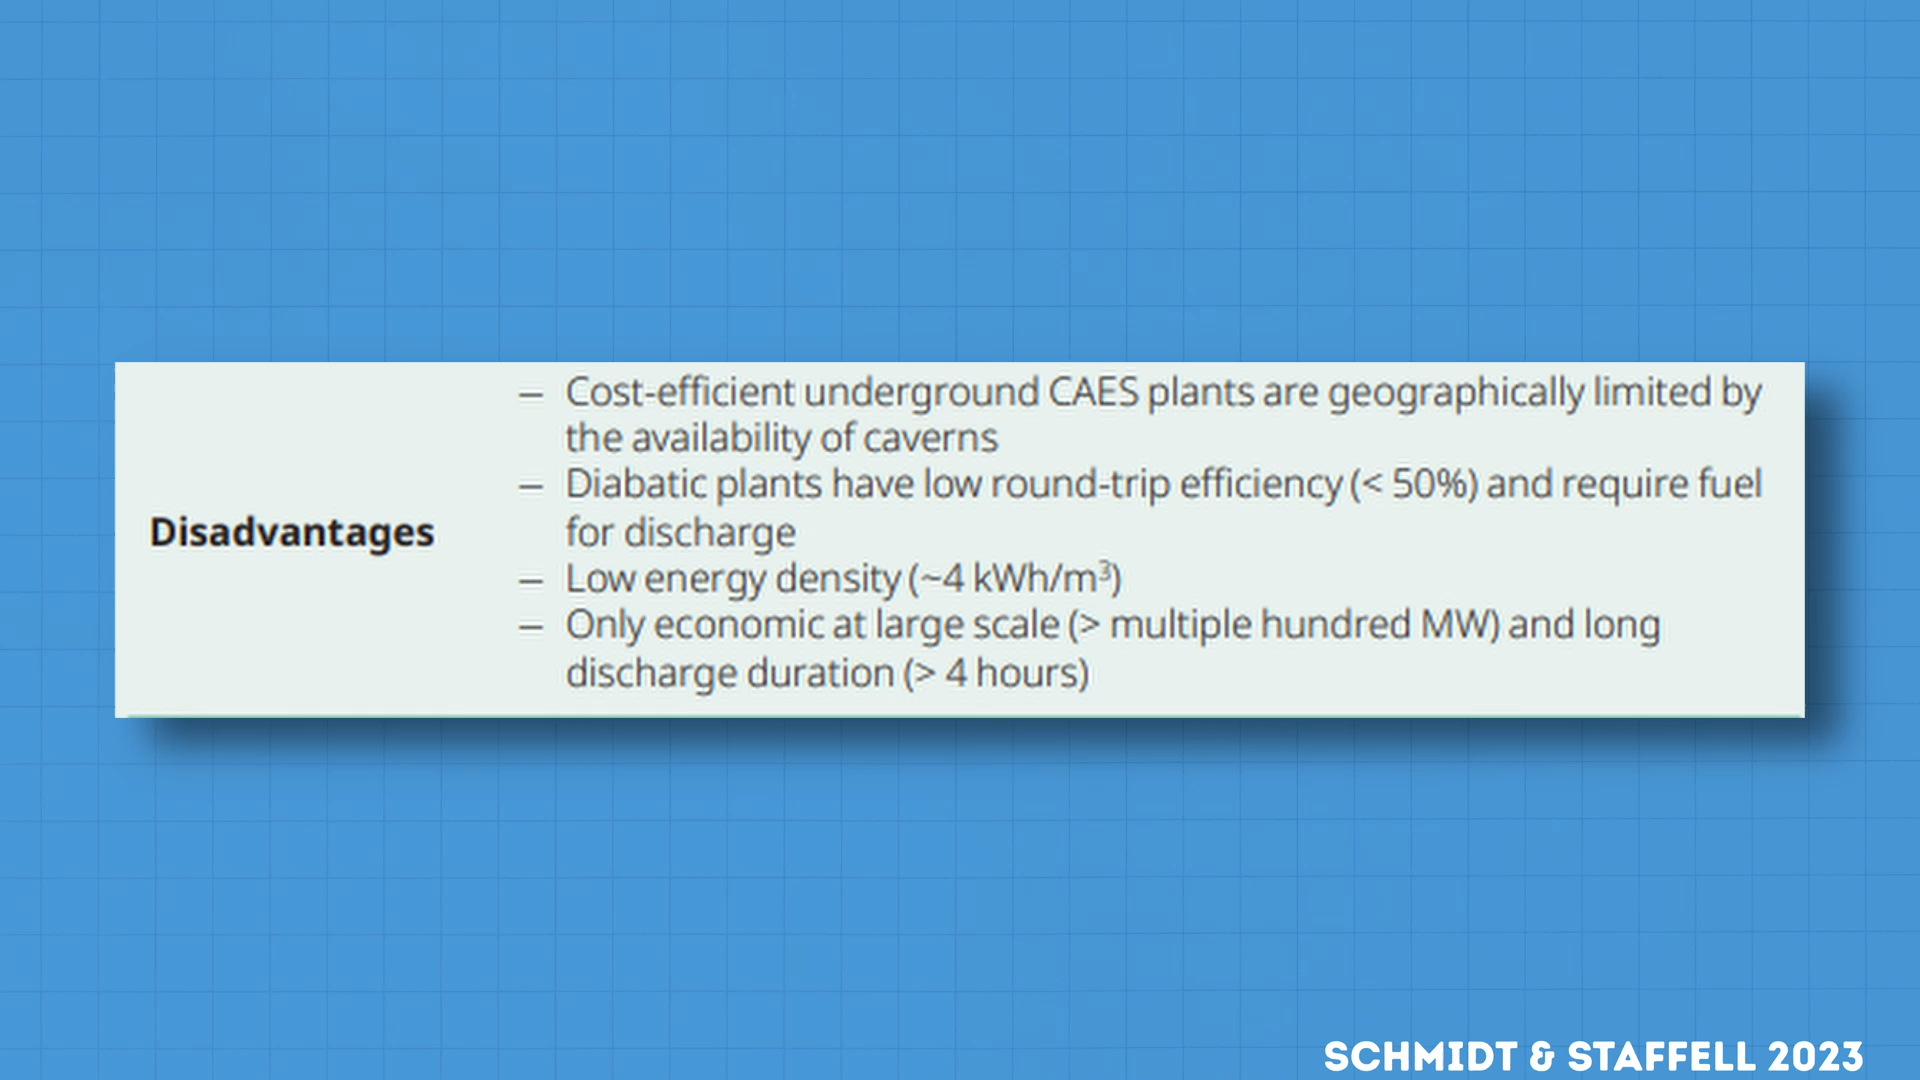 Disadvantages
– Cost-efficient underground CAES plants are geographically limited by
the availability of caverns
– Diabatic plants have low round-trip efficiency (< 50%) and require fuel
for discharge
– Low energy density (~4 kWh/m³)
– Only economic at large scale (> multiple hundred MW) and long
discharge duration (> 4 hours)
SCHMIDT & STAFFELL 2023